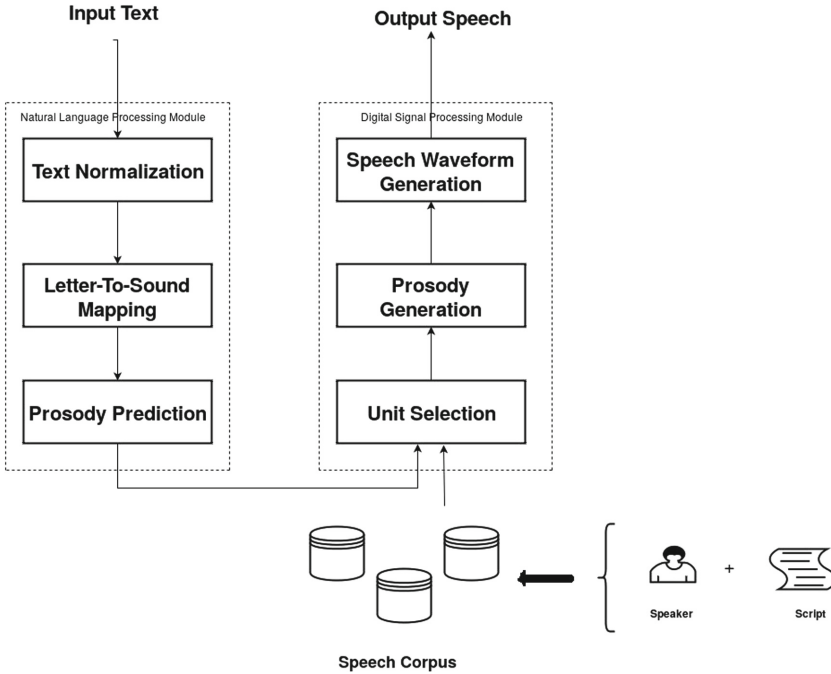 Input Text
Output Speech
Natural Language Processing Module
Text Normalization
Letter-To-Sound
Mapping
Prosody Prediction
Digital Signal Processing Module
Speech Waveform
Generation
Prosody
Generation
Unit Selection
Speaker
+
Script
Speech Corpus